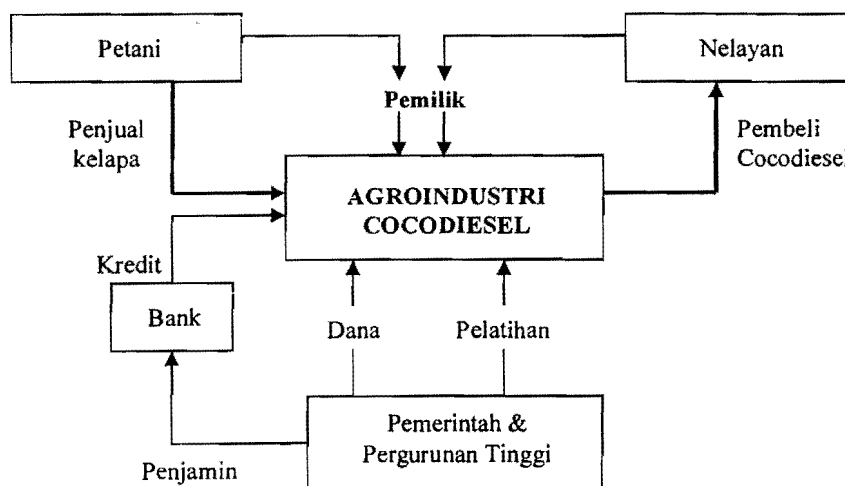 Petani
Nelayan
Pemilik
Penjual
kelapa
Pembeli
Cocodiesel
AGROINDUSTRI
COCODIESEL
Kredit
Bank
Dana
Pelatihan
Pemerintah &
Pergurunan Tinggi
Penjamin